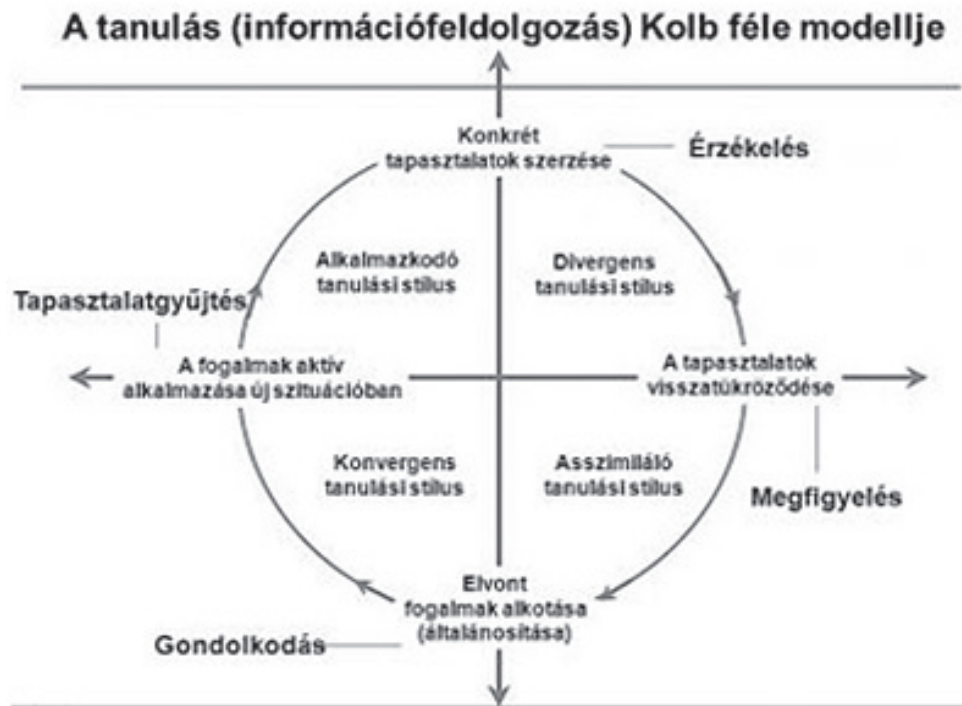 A tanulás (információfeldolgozás) Kolb féle modellje
Konkrét
tapasztalatok szerzése
Érzékelés
Alkalmazkodó
tanulási stílus
Divergens
tanulási stílus
Tapasztalatgyűjtés
A fogalmak aktív
alkalmazása új szituációban
A tapasztalatok
visszatükröződése
Konvergens
tanulási stílus
Asszimiláló
tanulási stílus
Megfigyelés
Elvont
fogalmak alkotása
(általánosítása)
Gondolkodás